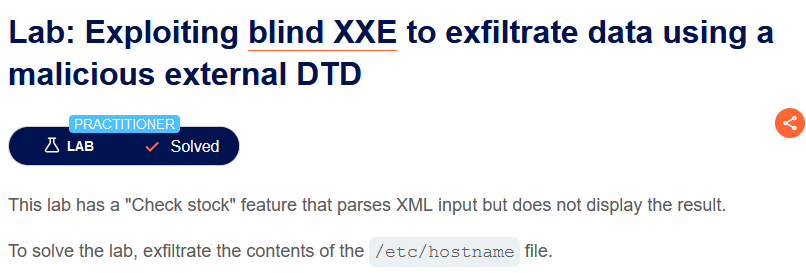 Lab: Exploiting blind XXE to exfiltrate data using a
malicious external DTD
PRACTITIONER
LAB Solved
This lab has a "Check stock" feature that parses XML input but does not display the result.
To solve the lab, exfiltrate the contents of the /etc/hostname file.